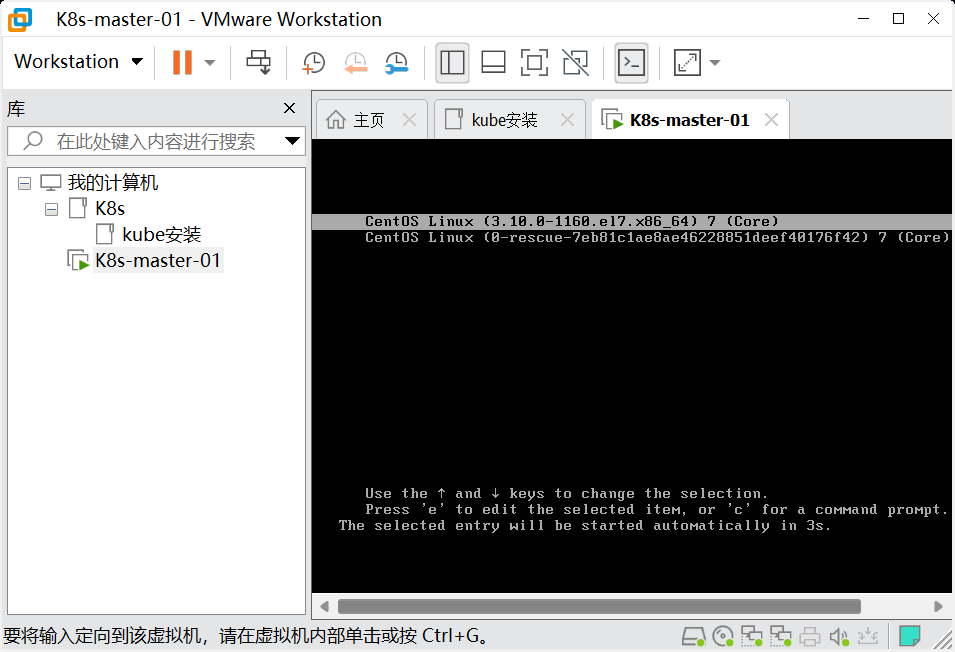 K8s-master-01 - VMware Workstation
Workstation
库
主页
kube安装
K8s-master-01
在此处键入内容进行搜索
我的计算机
K8s
kube安装
K8s-master-01
CentOS Linux (3.10.0-1160.el7.x86_64) 7 (Core)
CentOS Linux (0-rescue-7eb81c1ae8ae46228851deef40176f42) 7 (Core)
Use the ↑ and ↓ keys to change the selection.
Press 'e' to edit the selected item, or 'c' for a command prompt.
The selected entry will be started automatically in 3s.
要将输入定向到该虚拟机，请在虚拟机内部单击或按 Ctrl+G。